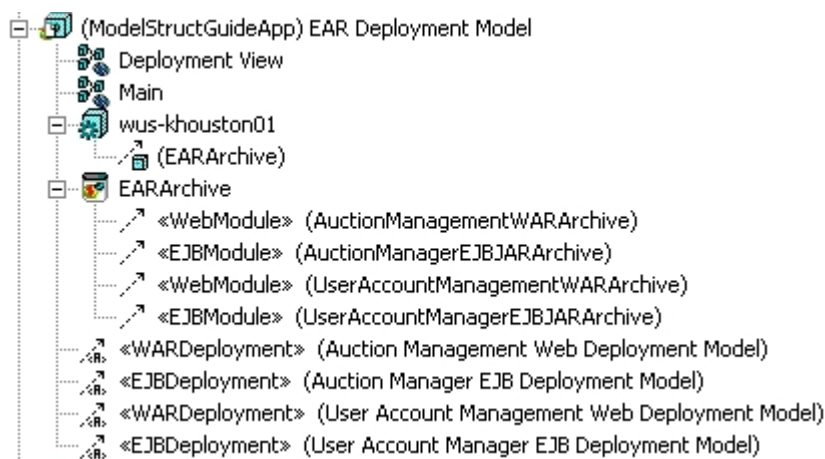 (ModelStructGuideApp) EAR Deployment Model
Deployment View
Main
wus-khouston01
(EARArchive)
EARArchive
«WebModule» (AuctionManagementWARArchive)
«EJBModule» (AuctionManagerEJBJARArchive)
«WebModule» (UserAccountManagementWARArchive)
«EJBModule» (UserAccountManagerEJBJARArchive)
«WARDeployment» (Auction Management Web Deployment Model)
«EJBDeployment» (Auction Manager EJB Deployment Model)
«WARDeployment» (User Account Management Web Deployment Model)
«EJBDeployment» (User Account Manager EJB Deployment Model)